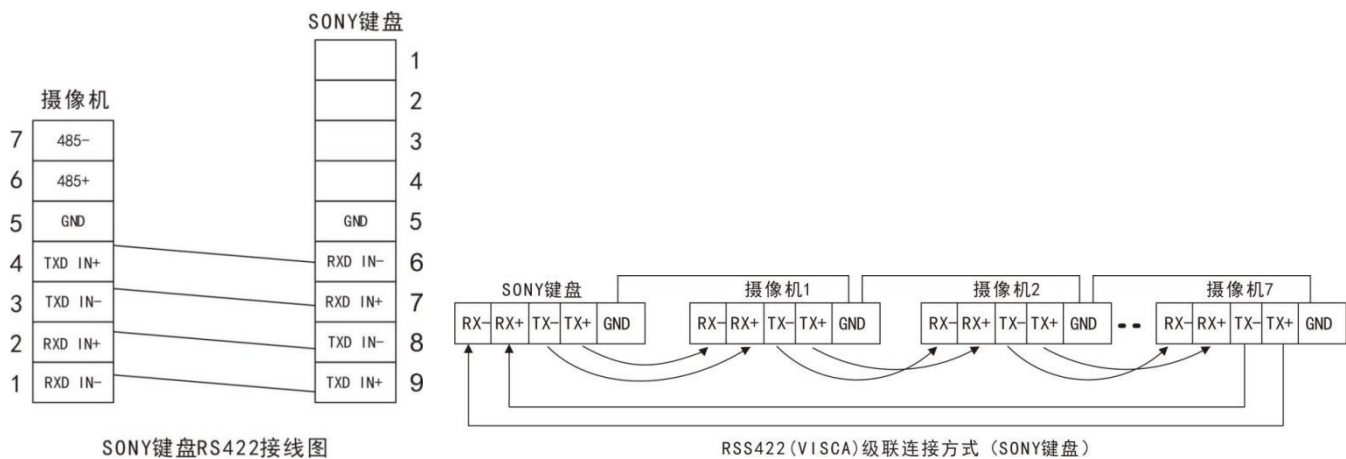 SONY键盘
1
2
3
4
GND 5
RXD IN- 6
RXD IN+ 7
TXD IN- 8
TXD IN+ 9
摄像机
7 485-
6 485+
5 GND
4 TXD IN+
3 TXD IN-
2 RXD IN+
1 RXD IN-
SONY键盘RS422接线图
SONY键盘 摄像机1 摄像机2 摄像机7
RX- RX+ TX- TX+ GND RX- RX+ TX- TX+ GND RX- RX+ TX- TX+ GND RX- RX+ TX- TX+ GND
RSS422(VISCA)级联连接方式 (SONY键盘)